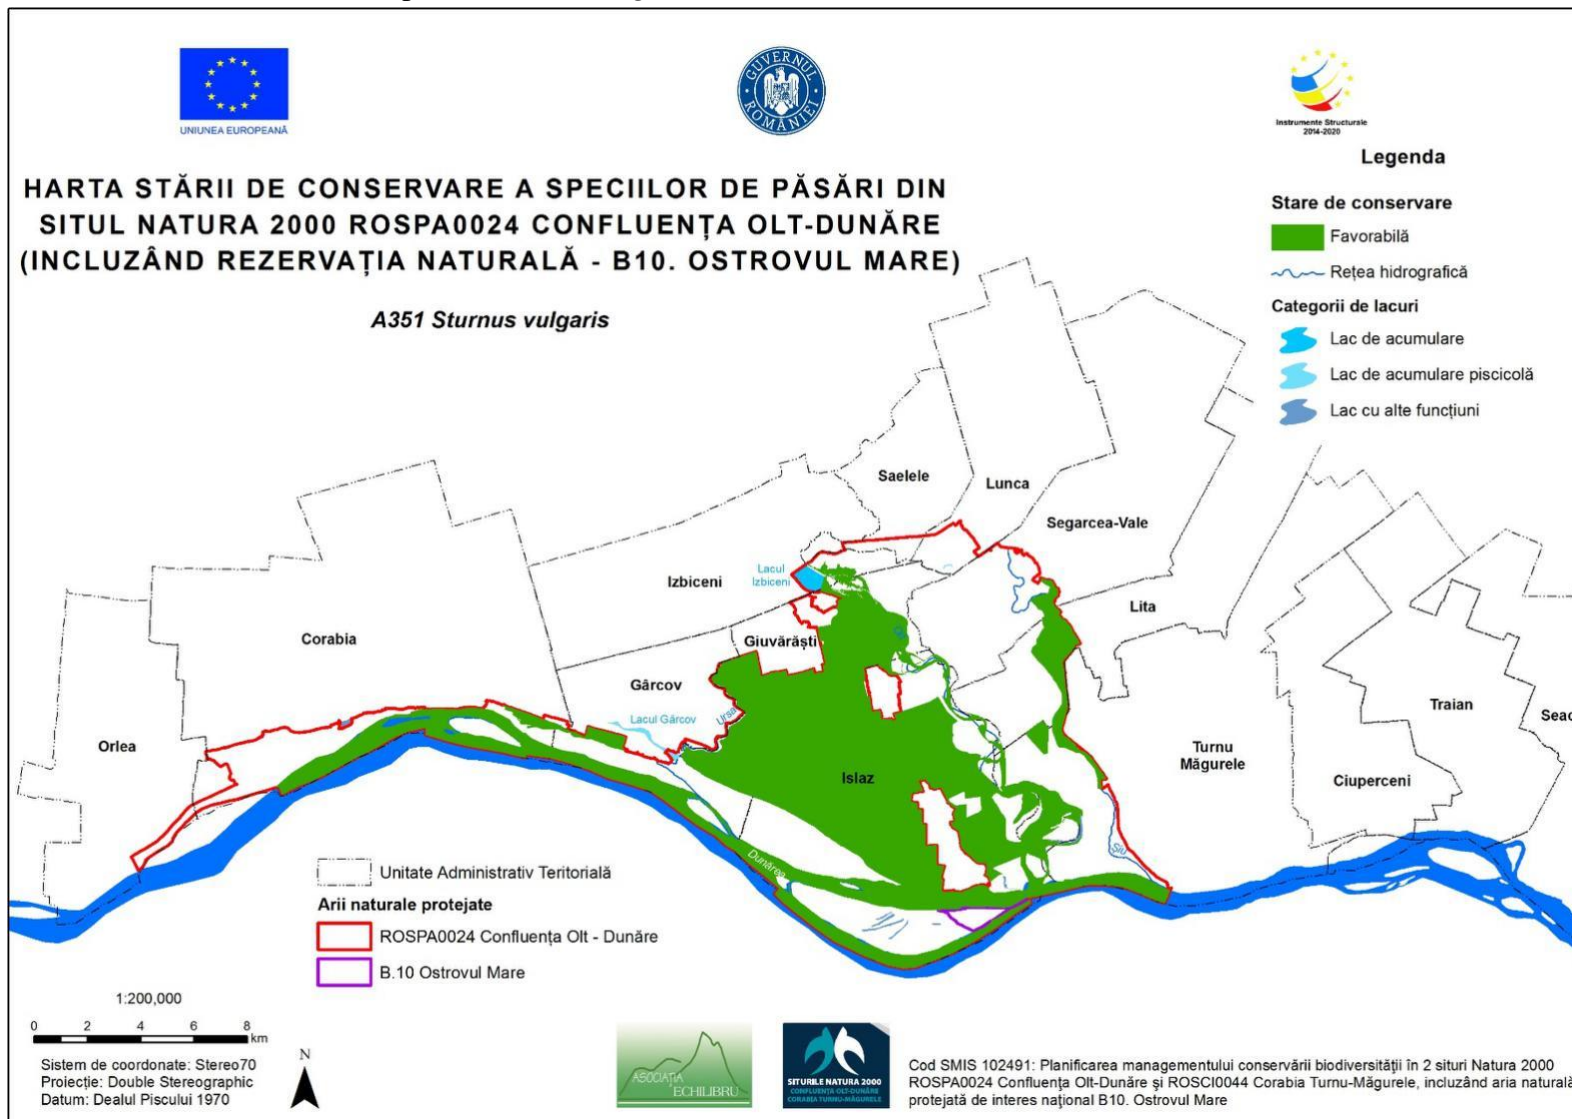 UNIUNEA EUROPEANĂ
GUVERNUL ROMÂNIEI
Instrumente Structurale
2014-2020
HARTA STĂRII DE CONSERVARE A SPECIILOR DE PĂSĂRI DIN
SITUL NATURA 2000 ROSPA0024 CONFLUENȚA OLT-DUNĂRE
(INCLUZÂND REZERVAȚIA NATURALĂ - B10. OSTROVUL MARE)
A351 Sturnus vulgaris
Legenda
Stare de conservare
Favorabilă
Rețea hidrografică
Categorii de lacuri
Lac de acumulare
Lac de acumulare piscicolă
Lac cu alte funcțiuni
Saelele
Lunca
Segarcea-Vale
Izbiceni
Lacul
Izbiceni
Lita
Corabia
Giuvărăști
Olt
Gârcov
Lacul Gârcov
Ursa
Orlea
Islaz
Turnu
Măgurele
Traian
Seac
Ciuperceni
Siu
Dunărea
Unitate Administrativ Teritorială
Arii naturale protejate
ROSPA0024 Confluența Olt - Dunăre
B.10 Ostrovul Mare
1:200,000
0 2 4 6 8
km
N
Sistem de coordonate: Stereo70
Proiecție: Double Stereographic
Datum: Dealul Piscului 1970
ASOCIAȚIA
ECHILIBRU
SITURILE NATURA 2000
CONFLUENȚA OLT-DUNĂRE
CORABIA TURNU-MĂGURELE
Cod SMIS 102491: Planificarea managementului conservării biodiversității în 2 situri Natura 2000
ROSPA0024 Confluența Olt-Dunăre și ROSCI0044 Corabia Turnu-Măgurele, incluzând aria naturală
protejată de interes național B10. Ostrovul Mare